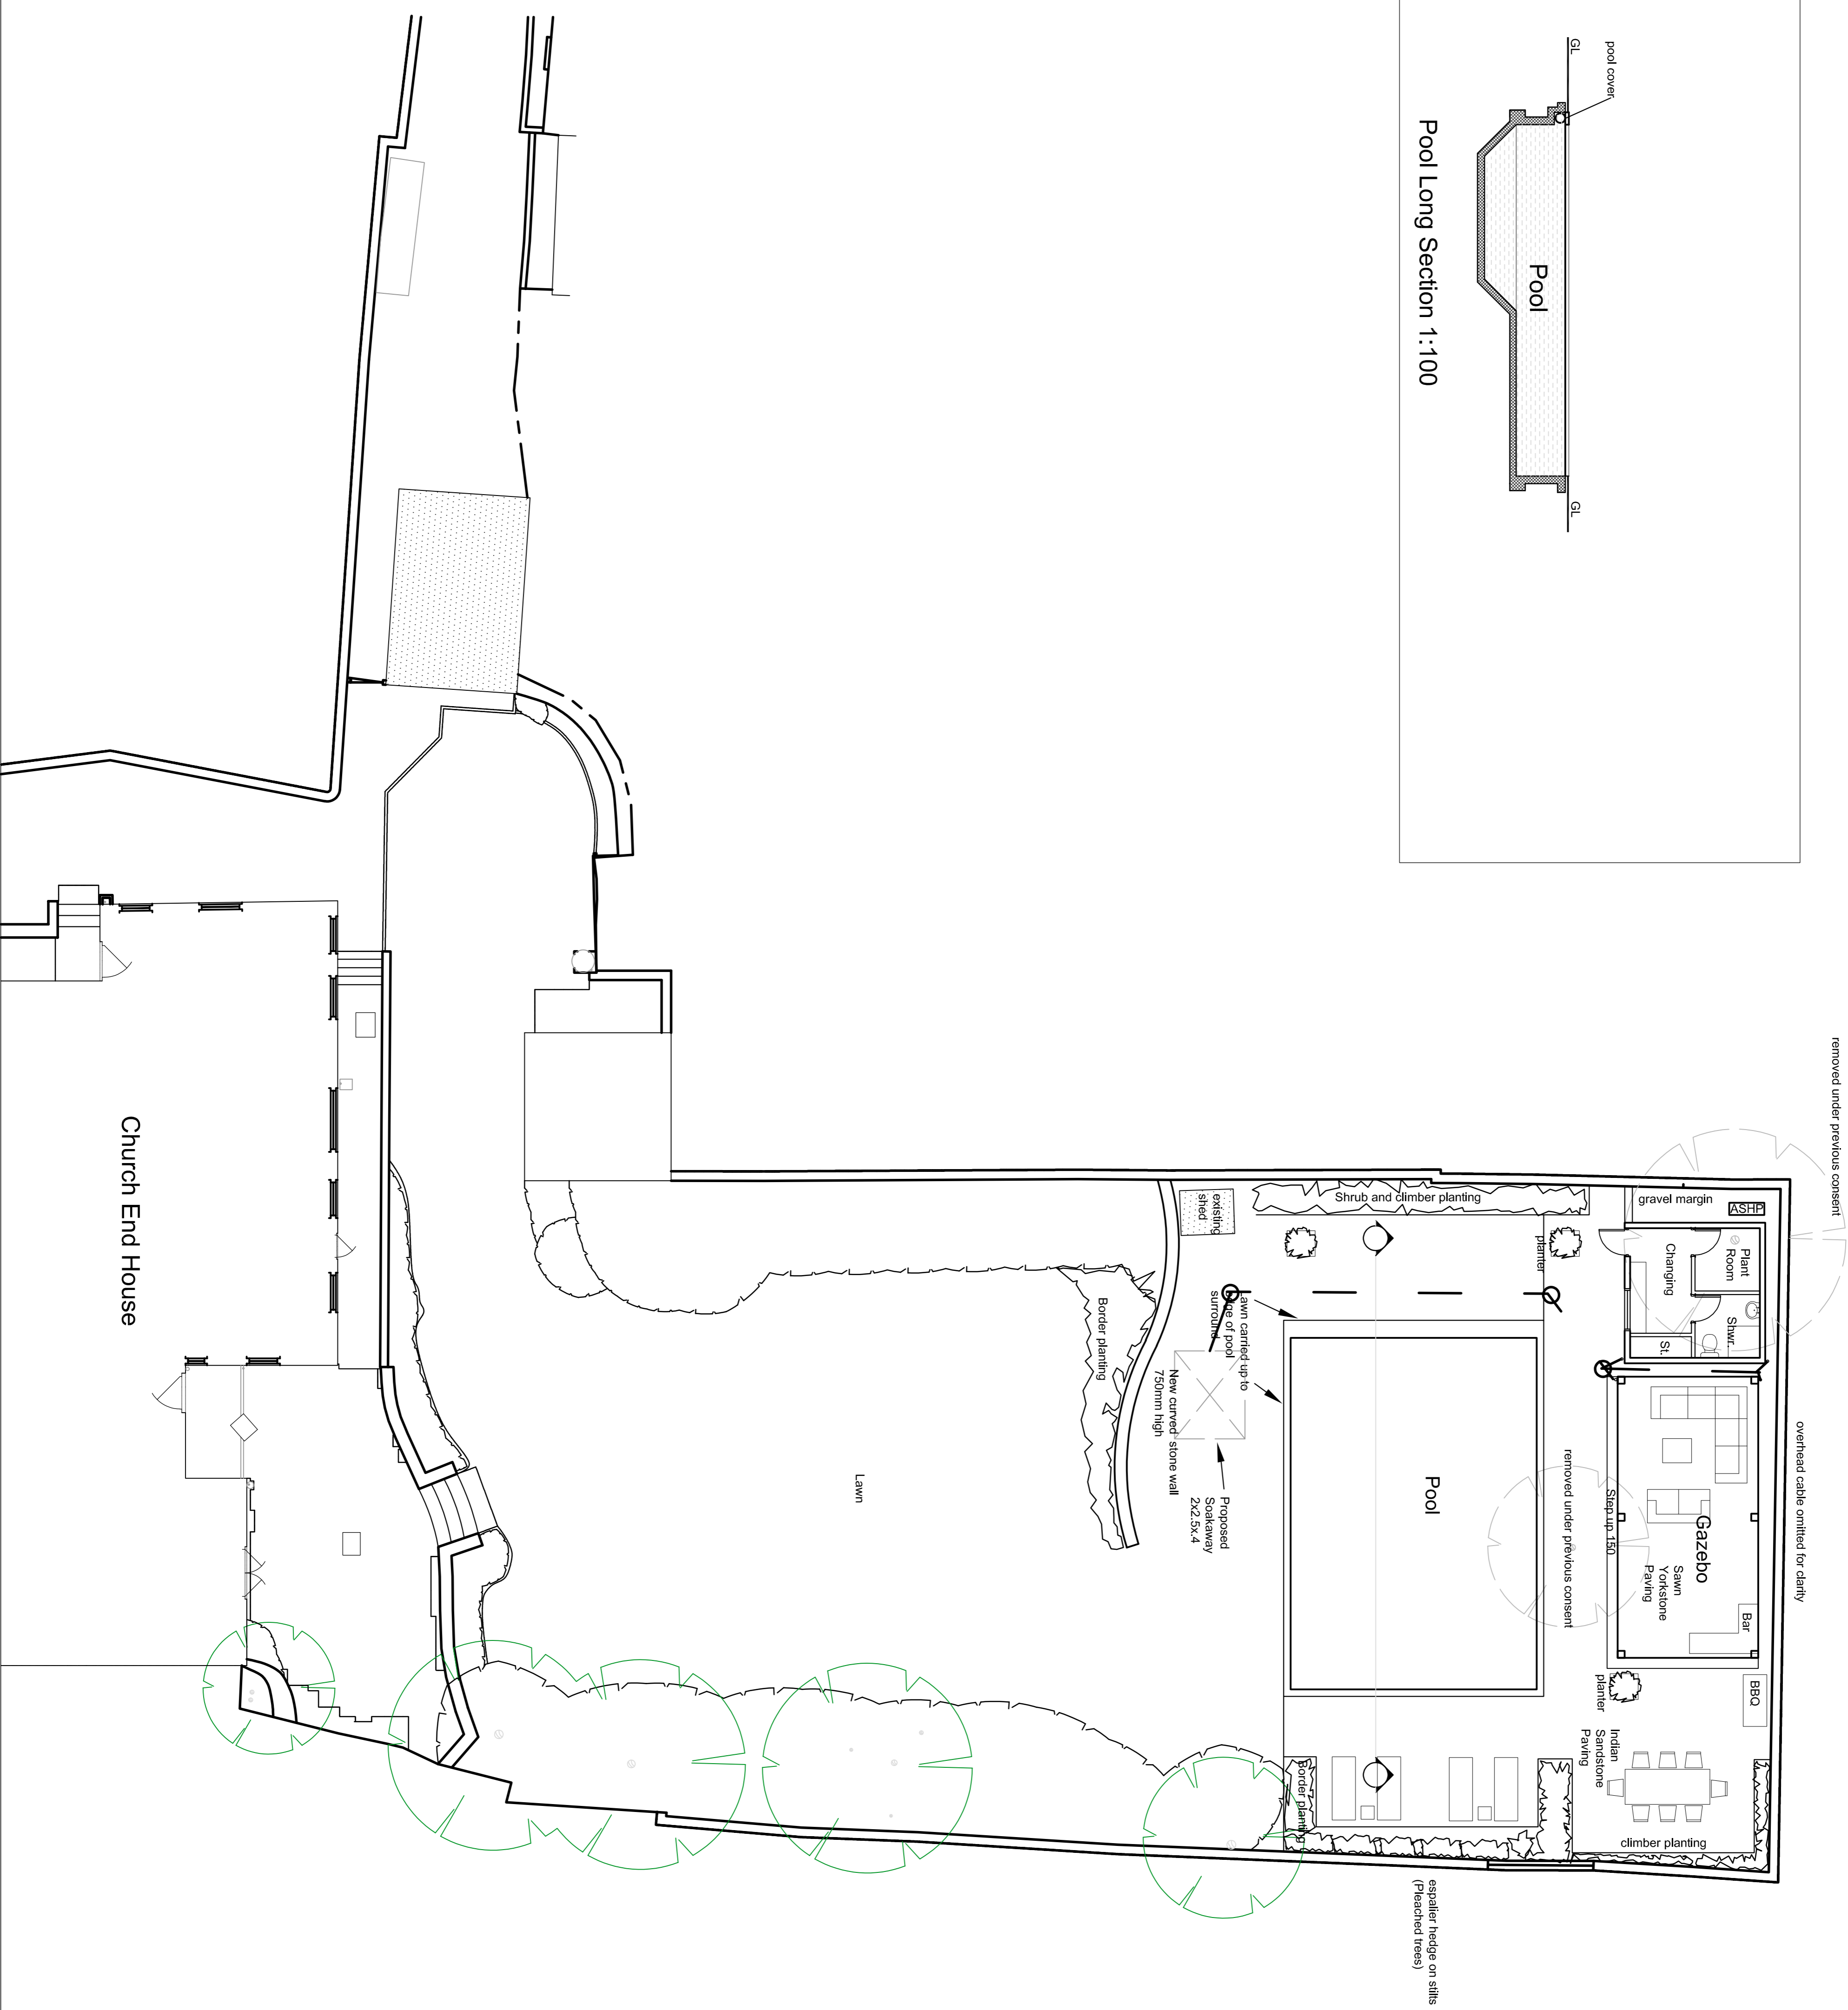 GL
pool cover
Pool
GL
Pool Long Section 1:100
removed under previous consent
overhead cable omitted for clarity
ASHP
gravel margin
Plant
Room
Changing
Shwr.
St.
Gazebo
Sawn
Yorkstone
Paving
Bar
Step up 150
BBQ
planter
Indian
Sandstone
Paving
climber planting
removed under previous consent
planter
Shrub and climber planting
Pool
existing
shed
Lawn carried up to
edge of pool
surround
Proposed
Soakaway
2x2.5x.4
New curved stone wall
750mm high
Border planting
Border planting
espalier hedge on stilts
(Pleached trees)
Lawn
Church End House